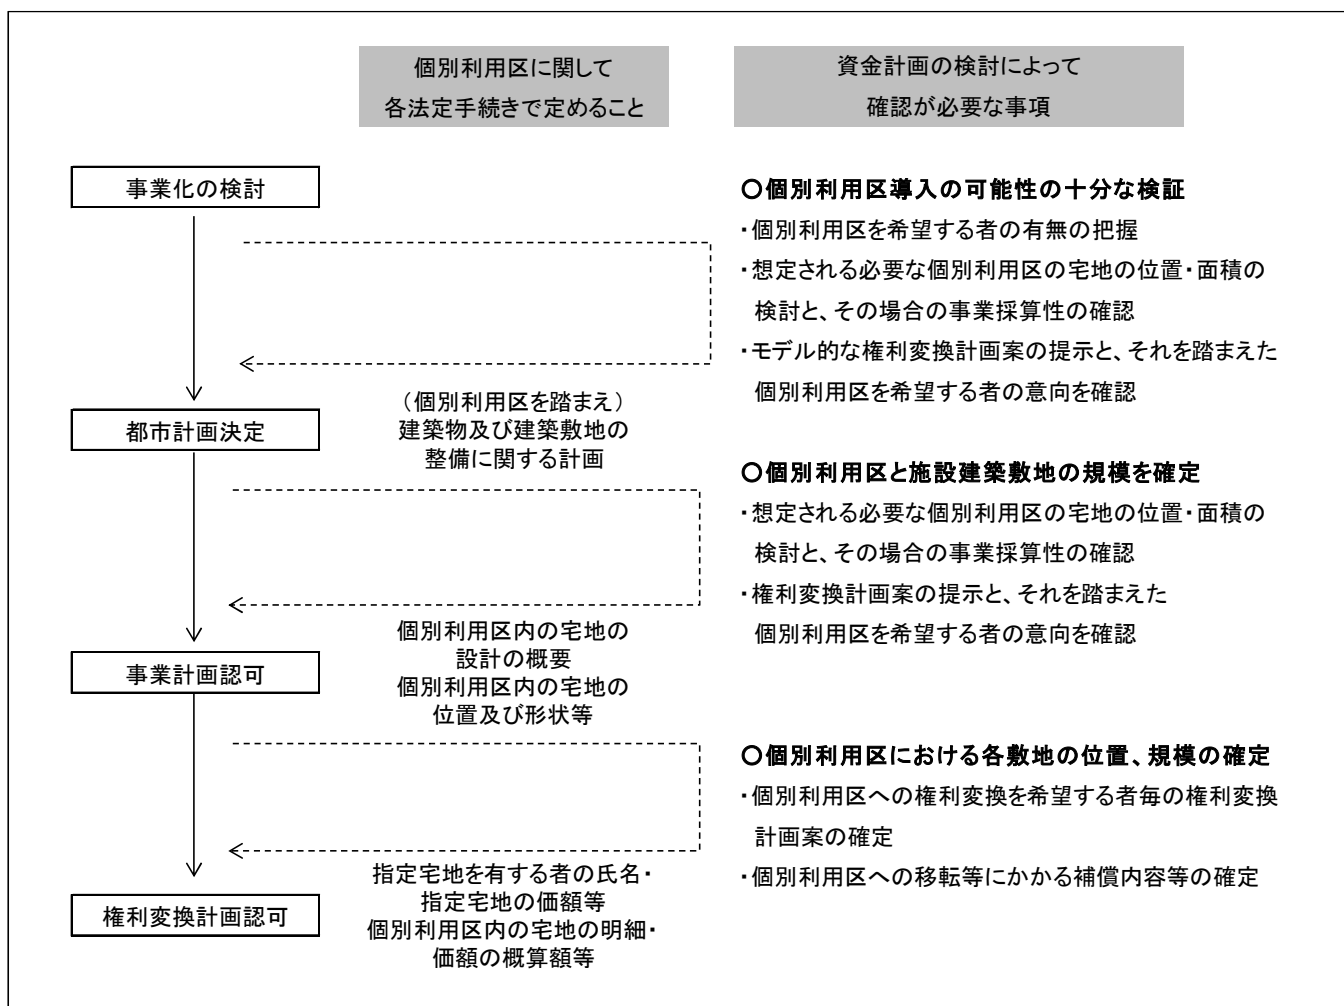 個別利用区に関して
各法定手続きで定めること
資金計画の検討によって
確認が必要な事項
事業化の検討
○個別利用区導入の可能性の十分な検証
・個別利用区を希望する者の有無の把握
・想定される必要な個別利用区の宅地の位置・面積の
検討と、その場合の事業採算性の確認
・モデル的な権利変換計画案の提示と、それを踏まえた
個別利用区を希望する者の意向を確認
都市計画決定
（個別利用区を踏まえ）
建築物及び建築敷地の
整備に関する計画
○個別利用区と施設建築敷地の規模を確定
・想定される必要な個別利用区の宅地の位置・面積の
検討と、その場合の事業採算性の確認
・権利変換計画案の提示と、それを踏まえた
個別利用区を希望する者の意向を確認
事業計画認可
個別利用区内の宅地の
設計の概要
個別利用区内の宅地の
位置及び形状等
○個別利用区における各敷地の位置、規模の確定
・個別利用区への権利変換を希望する者毎の権利変換
計画案の確定
・個別利用区への移転等にかかる補償内容等の確定
権利変換計画認可
指定宅地を有する者の氏名・
指定宅地の価額等
個別利用区内の宅地の明細・
価額の概算額等